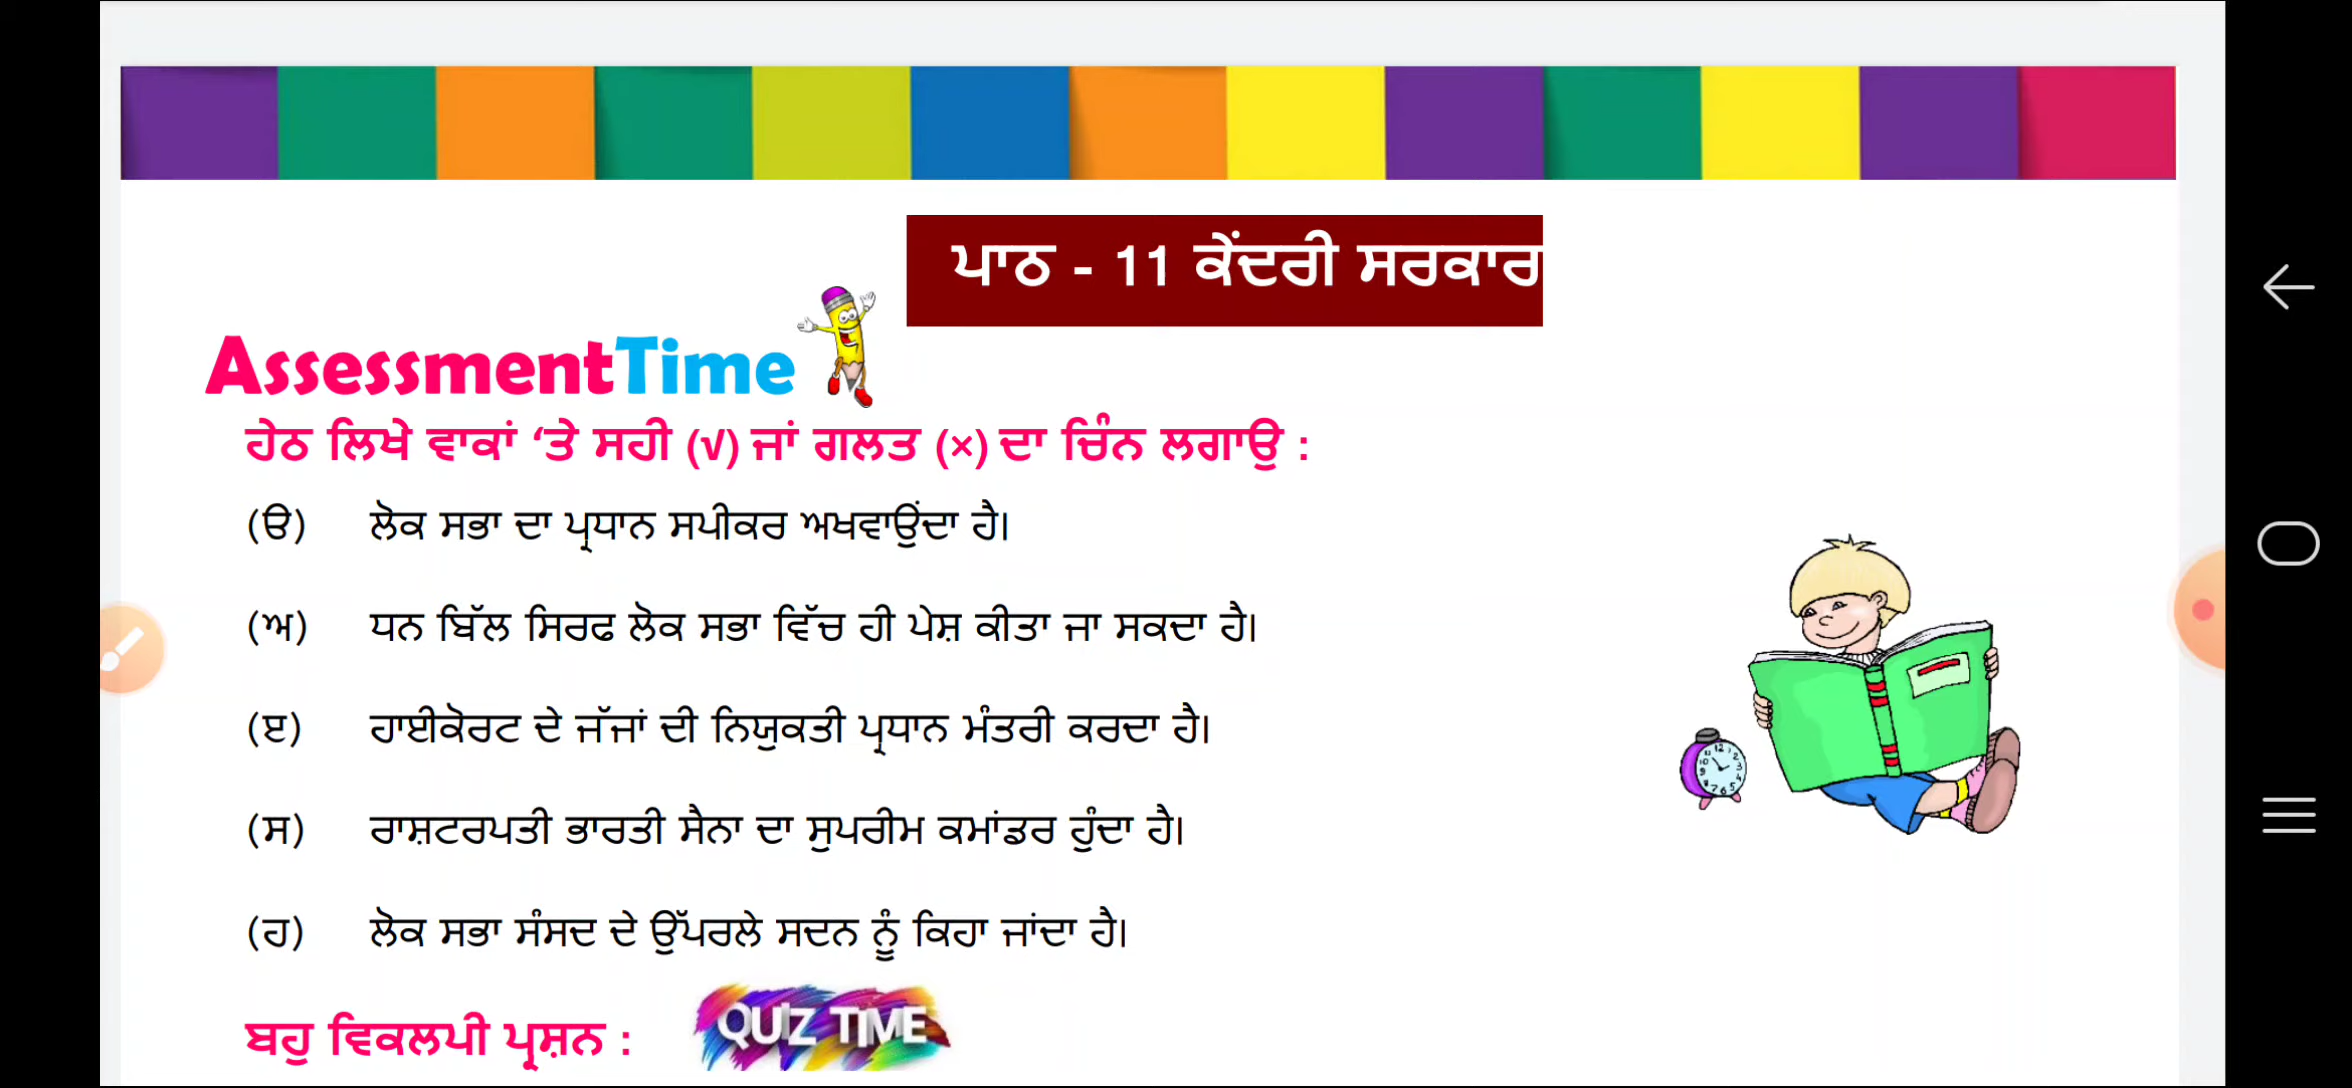 ਪਾਠ - 11 ਕੇਂਦਰੀ ਸਰਕਾਰ
AssessmentTime
ਹੇਠ ਲਿਖੇ ਵਾਕਾਂ ‘ਤੇ ਸਹੀ (√) ਜਾਂ ਗਲਤ (×) ਦਾ ਚਿੰਨ ਲਗਾਉ :
(ੳ) ਲੋਕ ਸਭਾ ਦਾ ਪ੍ਰਧਾਨ ਸਪੀਕਰ ਅਖਵਾਉਂਦਾ ਹੈ।
(ਅ) ਧਨ ਬਿੱਲ ਸਿਰਫ ਲੋਕ ਸਭਾ ਵਿੱਚ ਹੀ ਪੇਸ਼ ਕੀਤਾ ਜਾ ਸਕਦਾ ਹੈ।
(ੲ) ਹਾਈਕੋਰਟ ਦੇ ਜੱਜਾਂ ਦੀ ਨਿਯੁਕਤੀ ਪ੍ਰਧਾਨ ਮੰਤਰੀ ਕਰਦਾ ਹੈ।
(ਸ) ਰਾਸ਼ਟਰਪਤੀ ਭਾਰਤੀ ਸੈਨਾ ਦਾ ਸੁਪਰੀਮ ਕਮਾਂਡਰ ਹੁੰਦਾ ਹੈ।
(ਹ) ਲੋਕ ਸਭਾ ਸੰਸਦ ਦੇ ਉੱਪਰਲੇ ਸਦਨ ਨੂੰ ਕਿਹਾ ਜਾਂਦਾ ਹੈ।
ਬਹੁ ਵਿਕਲਪੀ ਪ੍ਰਸ਼ਨ :
QUIZ TIME